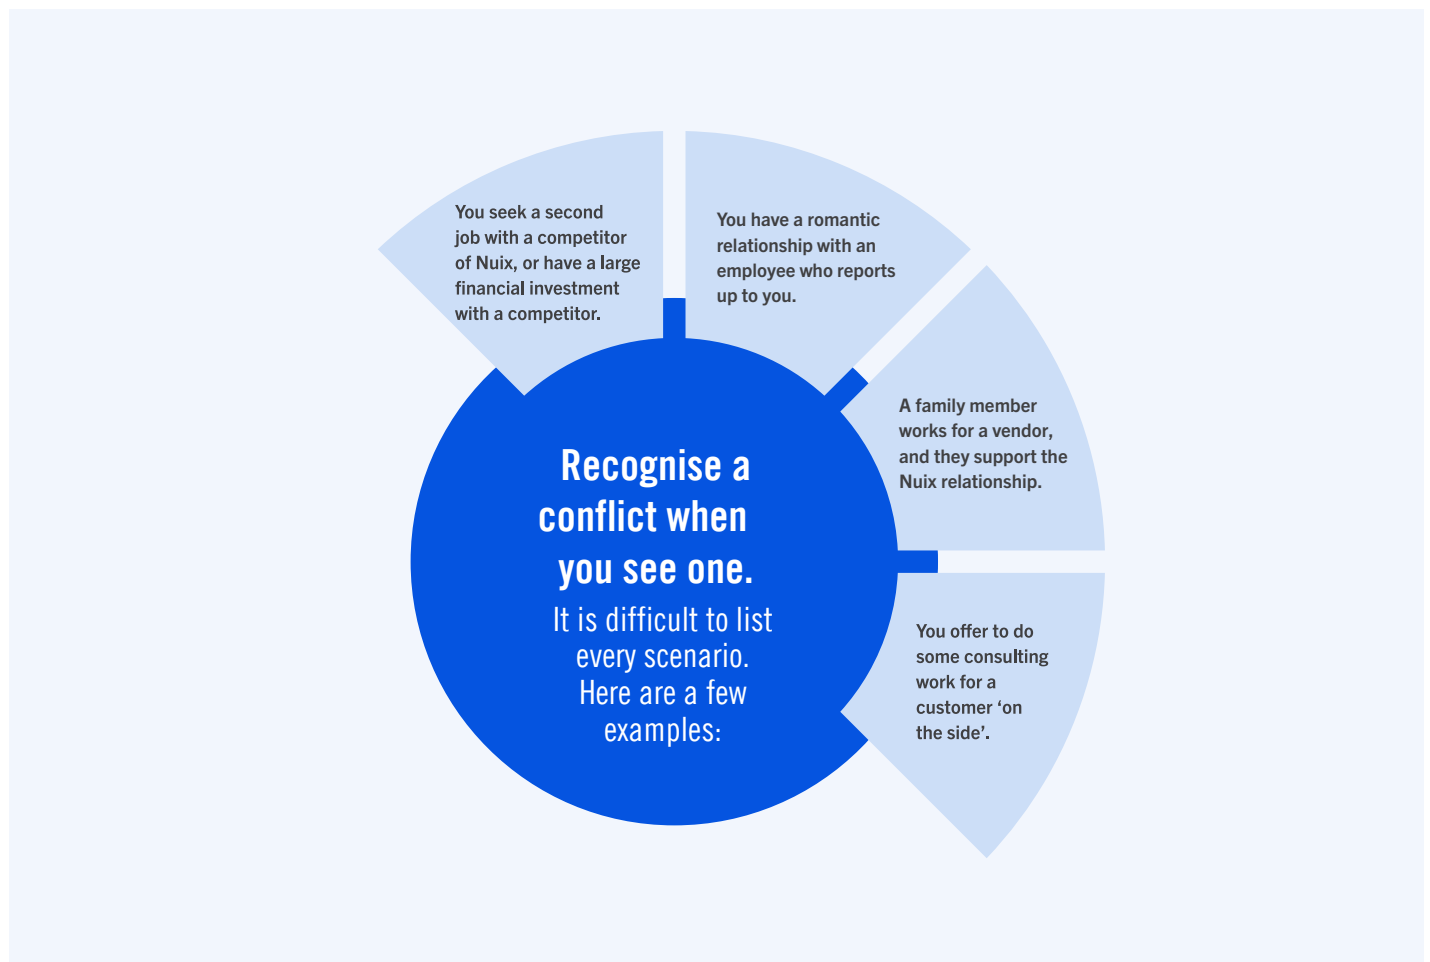 You seek a second
job with a competitor
of Nuix, or have a large
financial investment
with a competitor.
You have a romantic
relationship with an
employee who reports
up to you.
A family member
works for a vendor,
and they support the
Nuix relationship.
You offer to do
some consulting
work for a
customer ‘on
the side’.
Recognise a
conflict when
you see one.
It is difficult to list
every scenario.
Here are a few
examples: